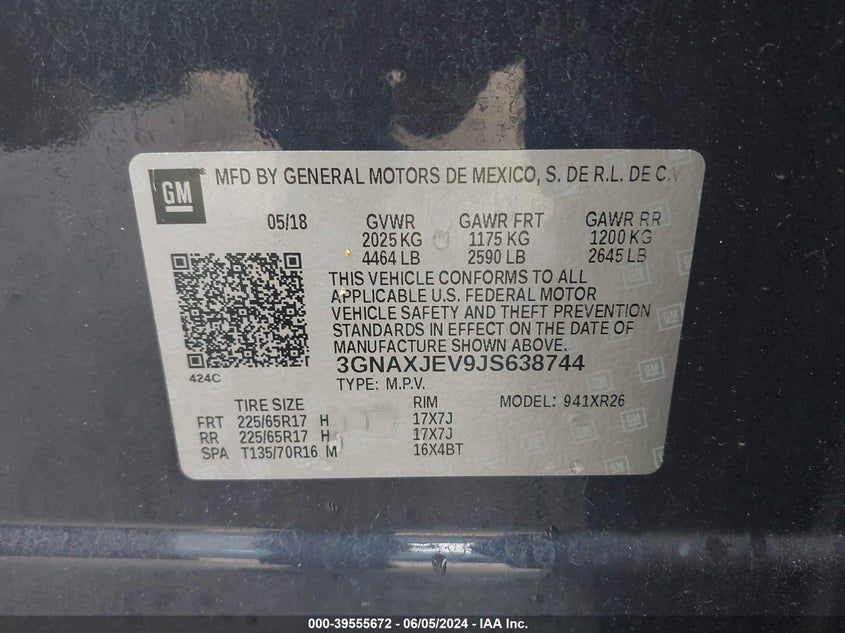 GM
MFD BY GENERAL MOTORS DE MEXICO, S. DE R.L. DE C.V.
05/18 GVWR GAWR FRT GAWR RR
2025 KG 1175 KG 1200 KG
4464 LB 2590 LB 2645 LB
THIS VEHICLE CONFORMS TO ALL
APPLICABLE U.S. FEDERAL MOTOR
VEHICLE SAFETY AND THEFT PREVENTION
STANDARDS IN EFFECT ON THE DATE OF
MANUFACTURE SHOWN ABOVE.
3GNAXJEV9JS638744
424C
TYPE: M.P.V.
TIRE SIZE RIM MODEL: 941XR26
FRT 225/65R17 H 17X7J
RR 225/65R17 H 17X7J
SPA T135/70R16 M 16X4BT
000-39555672 - 06/05/2024 - IAA Inc.